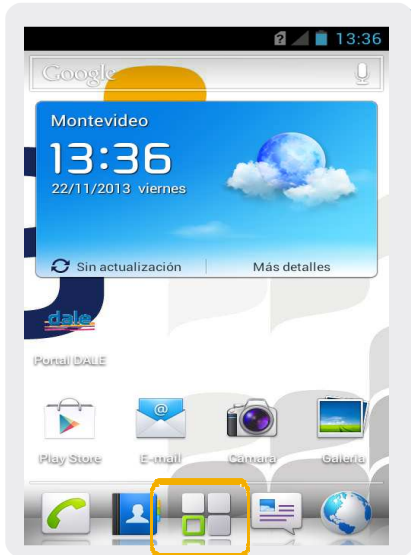 13:36
Google
Montevideo
13:36
22/11/2013 viernes
Sin actualización
Más detalles
dale
Portal DALE
Play Store
E-mail
Cámara
Galería